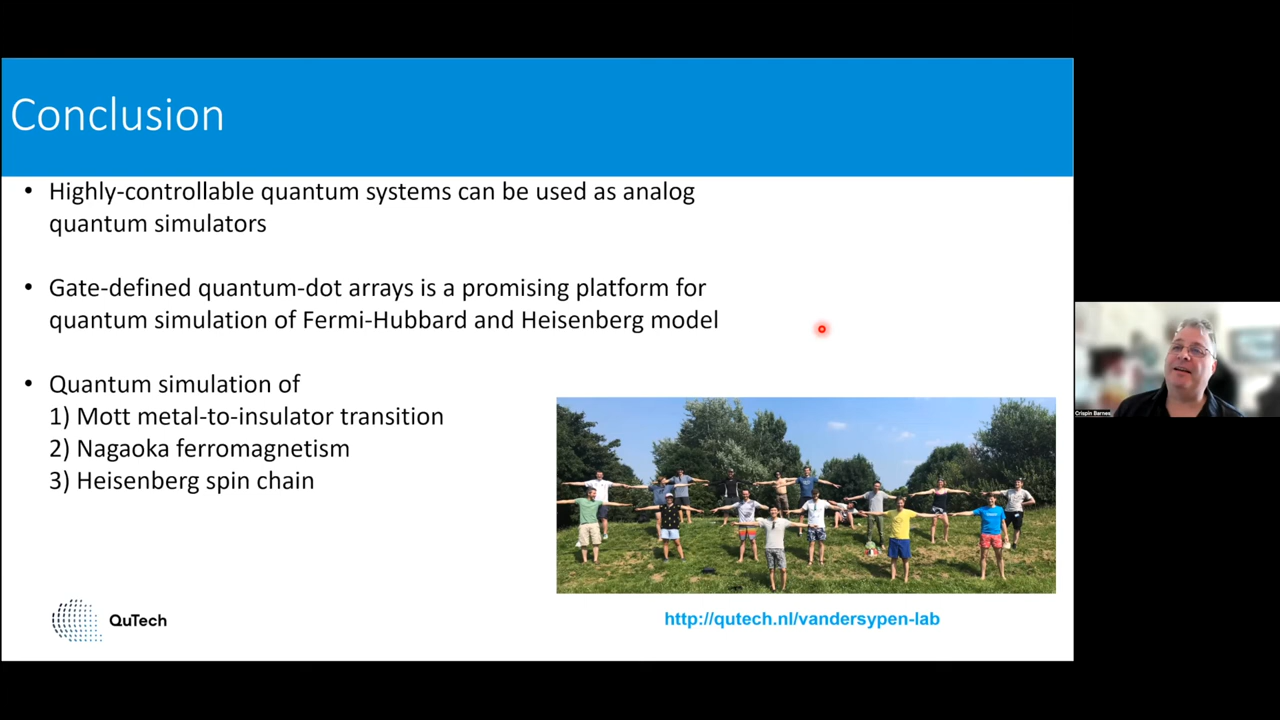 Conclusion
• Highly-controllable quantum systems can be used as analog
quantum simulators
• Gate-defined quantum-dot arrays is a promising platform for
quantum simulation of Fermi-Hubbard and Heisenberg model
• Quantum simulation of
1) Mott metal-to-insulator transition
2) Nagaoka ferromagnetism
3) Heisenberg spin chain
QuTech
http://qutech.nl/vandersypen-lab
Crispin Barnes